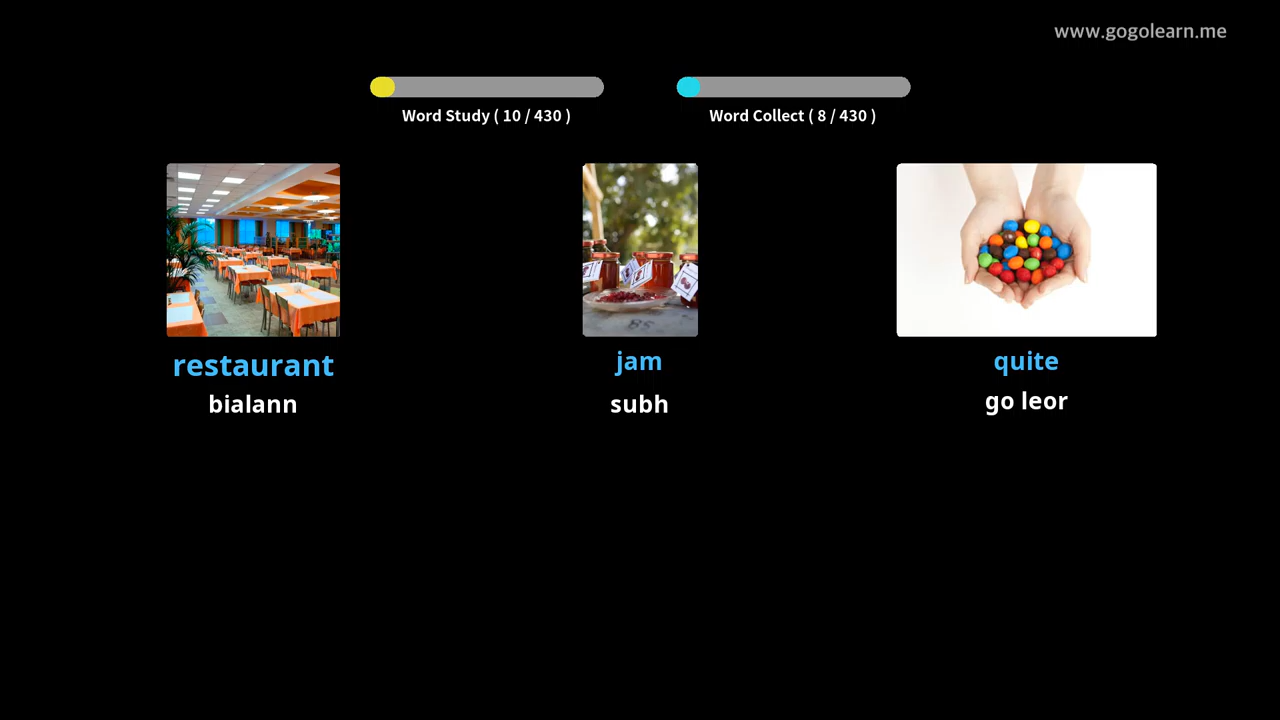 www.gogolearn.me
Word Study ( 10 / 430 )
Word Collect ( 8 / 430 )
restaurant
bialann
jam
subh
quite
go leor